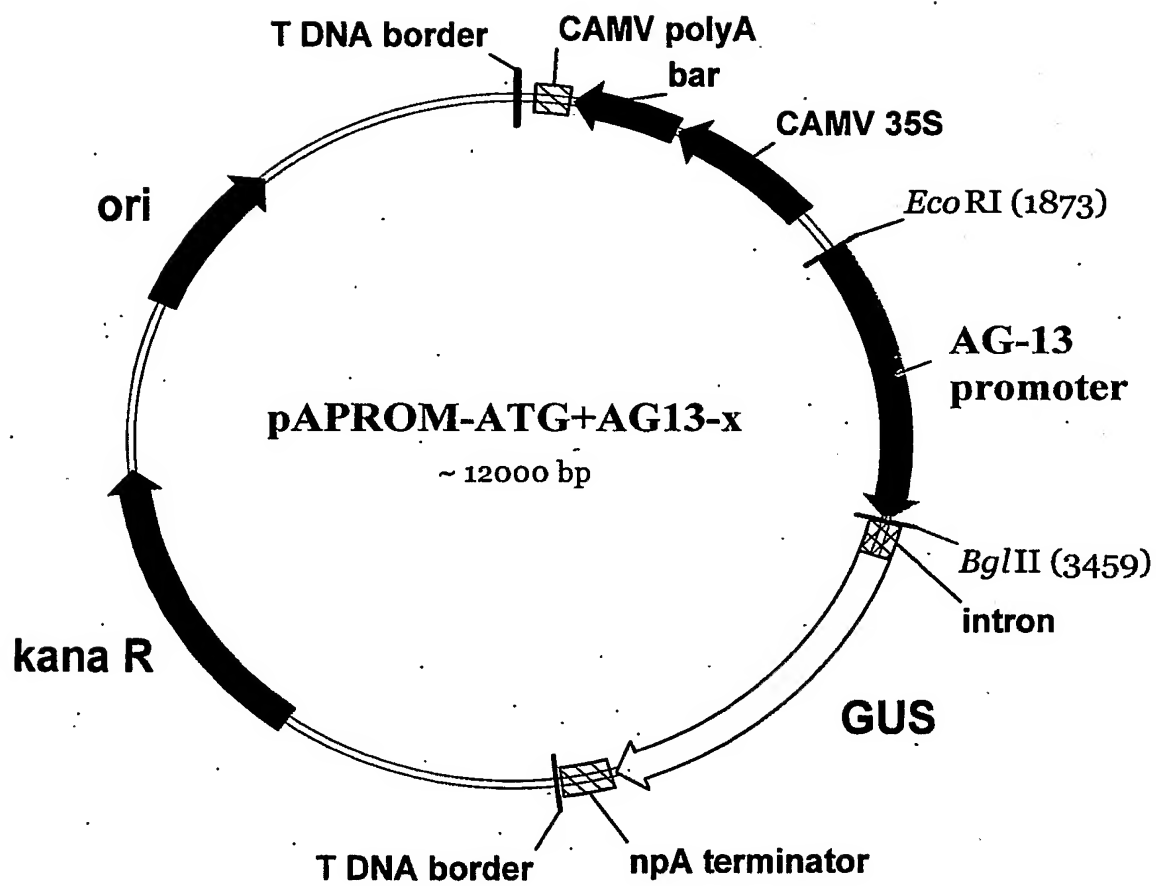 T DNA border
CAMV polyA
bar
CAMV 35S
ori
EcoRI (1873)
AG-13
promoter
pAPROM-ATG+AG13-x
~ 12000 bp
BglII (3459)
intron
kana R
GUS
T DNA border
npA terminator